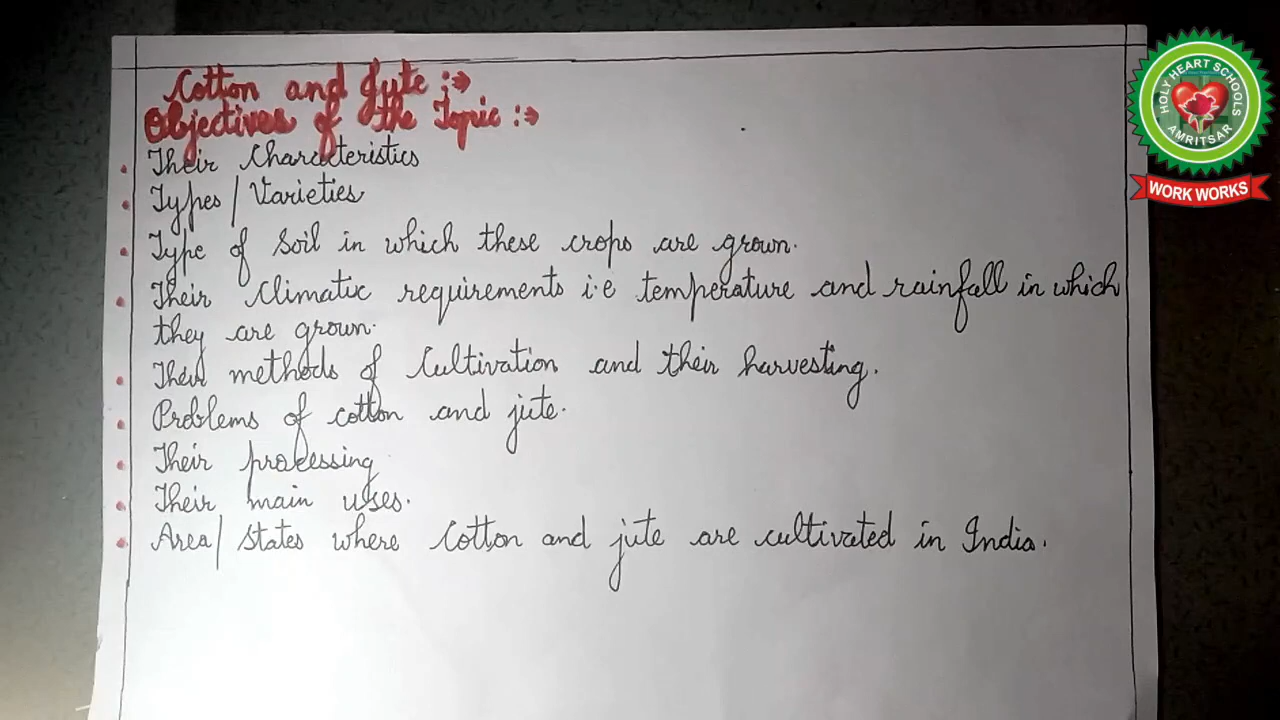 Cotton and Jute :→
Objectives of the Topic :→
Their Characteristics
Types / Varieties
Type of Soil in which these crops are grown.
Their Climatic requirements i.e temperature and rainfall in which
they are grown.
Their methods of Cultivation and their harvesting.
Problems of cotton and jute.
Their processing
Their main uses.
Area / States where Cotton and jute are cultivated in India.
HOLY HEART SCHOOLS
AMRITSAR
WORK WORKS